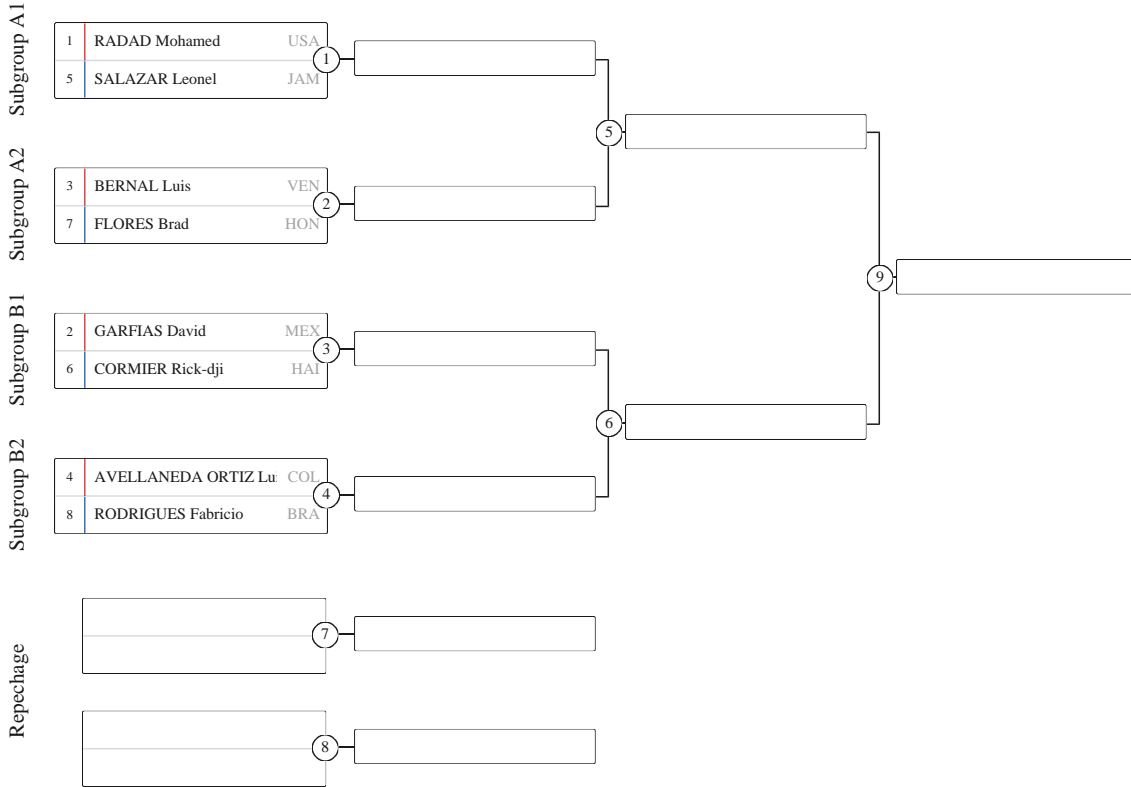 Subgroup A1
1 RADAD Mohamed USA
5 SALAZAR Leonel JAM
1
5
Subgroup A2
3 BERNAL Luis VEN
7 FLORES Brad HON
2
9
Subgroup B1
2 GARFIAS David MEX
6 CORMIER Rick-dji HAI
3
6
Subgroup B2
4 AVELLANEDA ORTIZ Lu COL
8 RODRIGUES Fabricio BRA
4
Repechage
7
8